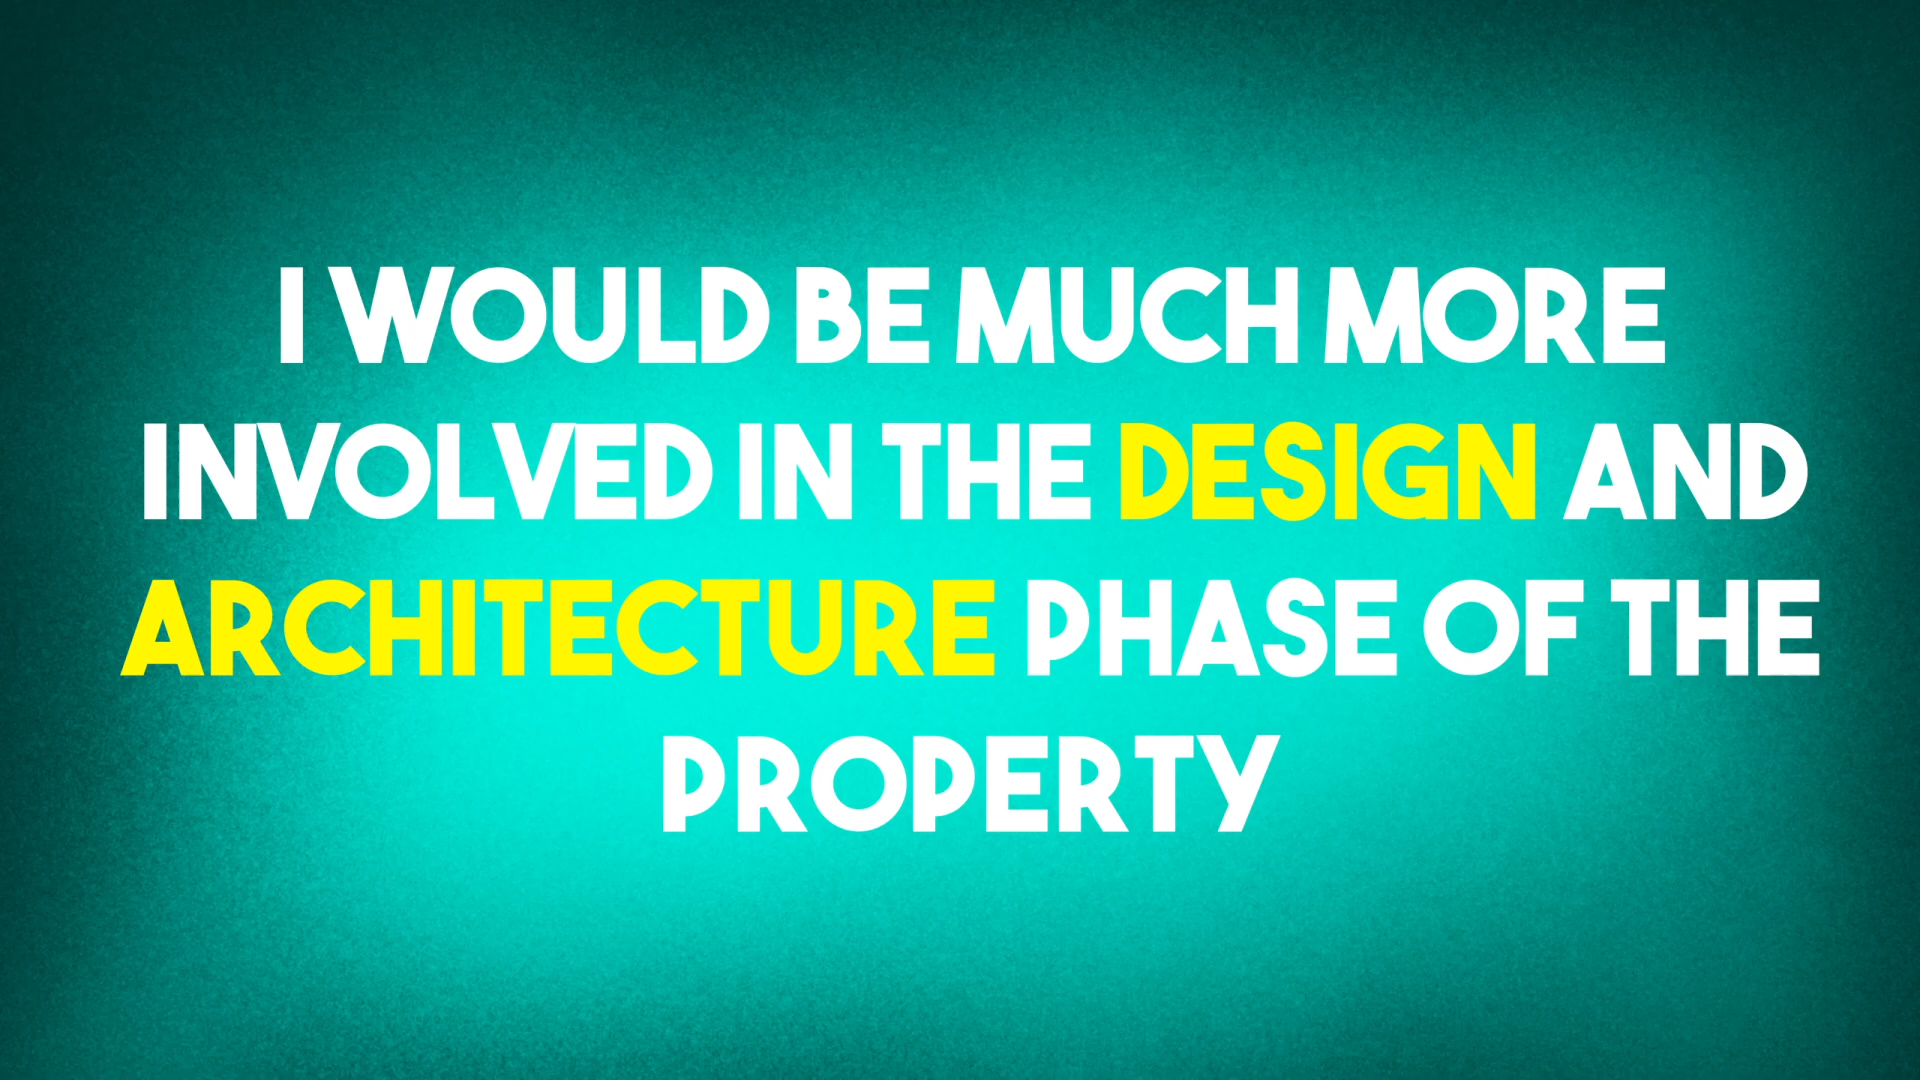 I WOULD BE MUCH MORE
INVOLVED IN THE DESIGN AND
ARCHITECTURE PHASE OF THE
PROPERTY